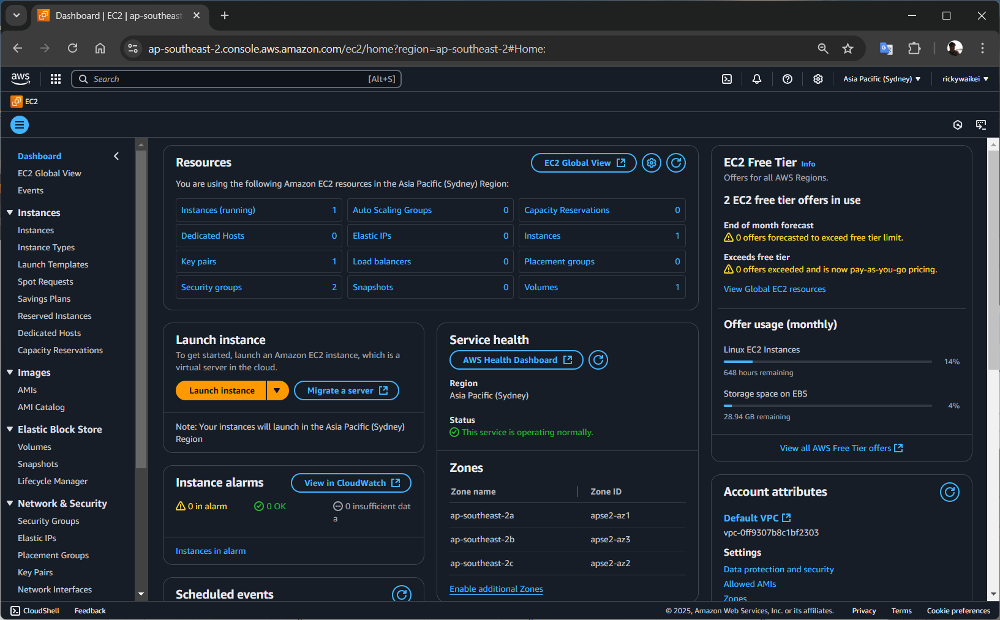 Dashboard | EC2 | ap-southeast
ap-southeast-2.console.aws.amazon.com/ec2/home?region=ap-southeast-2#Home:
aws
Search [Alt+S]
Asia Pacific (Sydney)
rickywaikei
EC2
Dashboard
EC2 Global View
Events
Instances
Instances
Instance Types
Launch Templates
Spot Requests
Savings Plans
Reserved Instances
Dedicated Hosts
Capacity Reservations
Images
AMIs
AMI Catalog
Elastic Block Store
Volumes
Snapshots
Lifecycle Manager
Network & Security
Security Groups
Elastic IPs
Placement Groups
Key Pairs
Network Interfaces
Resources
EC2 Global View
You are using the following Amazon EC2 resources in the Asia Pacific (Sydney) Region:
Instances (running) 1
Auto Scaling Groups 0
Capacity Reservations 0
Dedicated Hosts 0
Elastic IPs 0
Instances 1
Key pairs 1
Load balancers 0
Placement groups 0
Security groups 2
Snapshots 0
Volumes 1
Launch instance
To get started, launch an Amazon EC2 instance, which is a
virtual server in the cloud.
Launch instance
Migrate a server
Note: Your instances will launch in the Asia Pacific (Sydney)
Region
Instance alarms
View in CloudWatch
0 in alarm
0 OK
0 insufficient dat
a
Instances in alarm
Scheduled events
Service health
AWS Health Dashboard
Region
Asia Pacific (Sydney)
Status
This service is operating normally.
Zones
Zone name Zone ID
ap-southeast-2a apse2-az1
ap-southeast-2b apse2-az3
ap-southeast-2c apse2-az2
Enable additional Zones
EC2 Free Tier Info
Offers for all AWS Regions.
2 EC2 free tier offers in use
End of month forecast
0 offers forecasted to exceed free tier limit.
Exceeds free tier
0 offers exceeded and is now pay-as-you-go pricing.
View Global EC2 resources
Offer usage (monthly)
Linux EC2 Instances
14%
648 hours remaining
Storage space on EBS
4%
28.94 GB remaining
View all AWS Free Tier offers
Account attributes
Default VPC
vpc-0ff9307b8c1bf2303
Settings
Data protection and security
Allowed AMIs
Zones
CloudShell
Feedback
© 2025, Amazon Web Services, Inc. or its affiliates.
Privacy
Terms
Cookie preferences